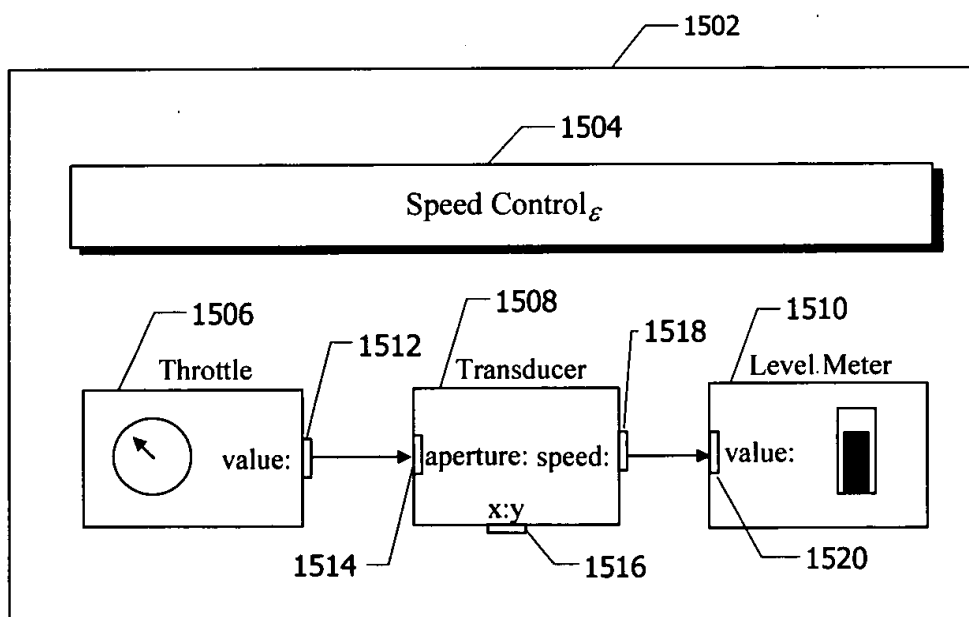 1502
1504
Speed Control ε
1506
1512
1508
1518
1510
Throttle
Transducer
Level Meter
value:
aperture: speed:
value:
x:y
1514
1516
1520